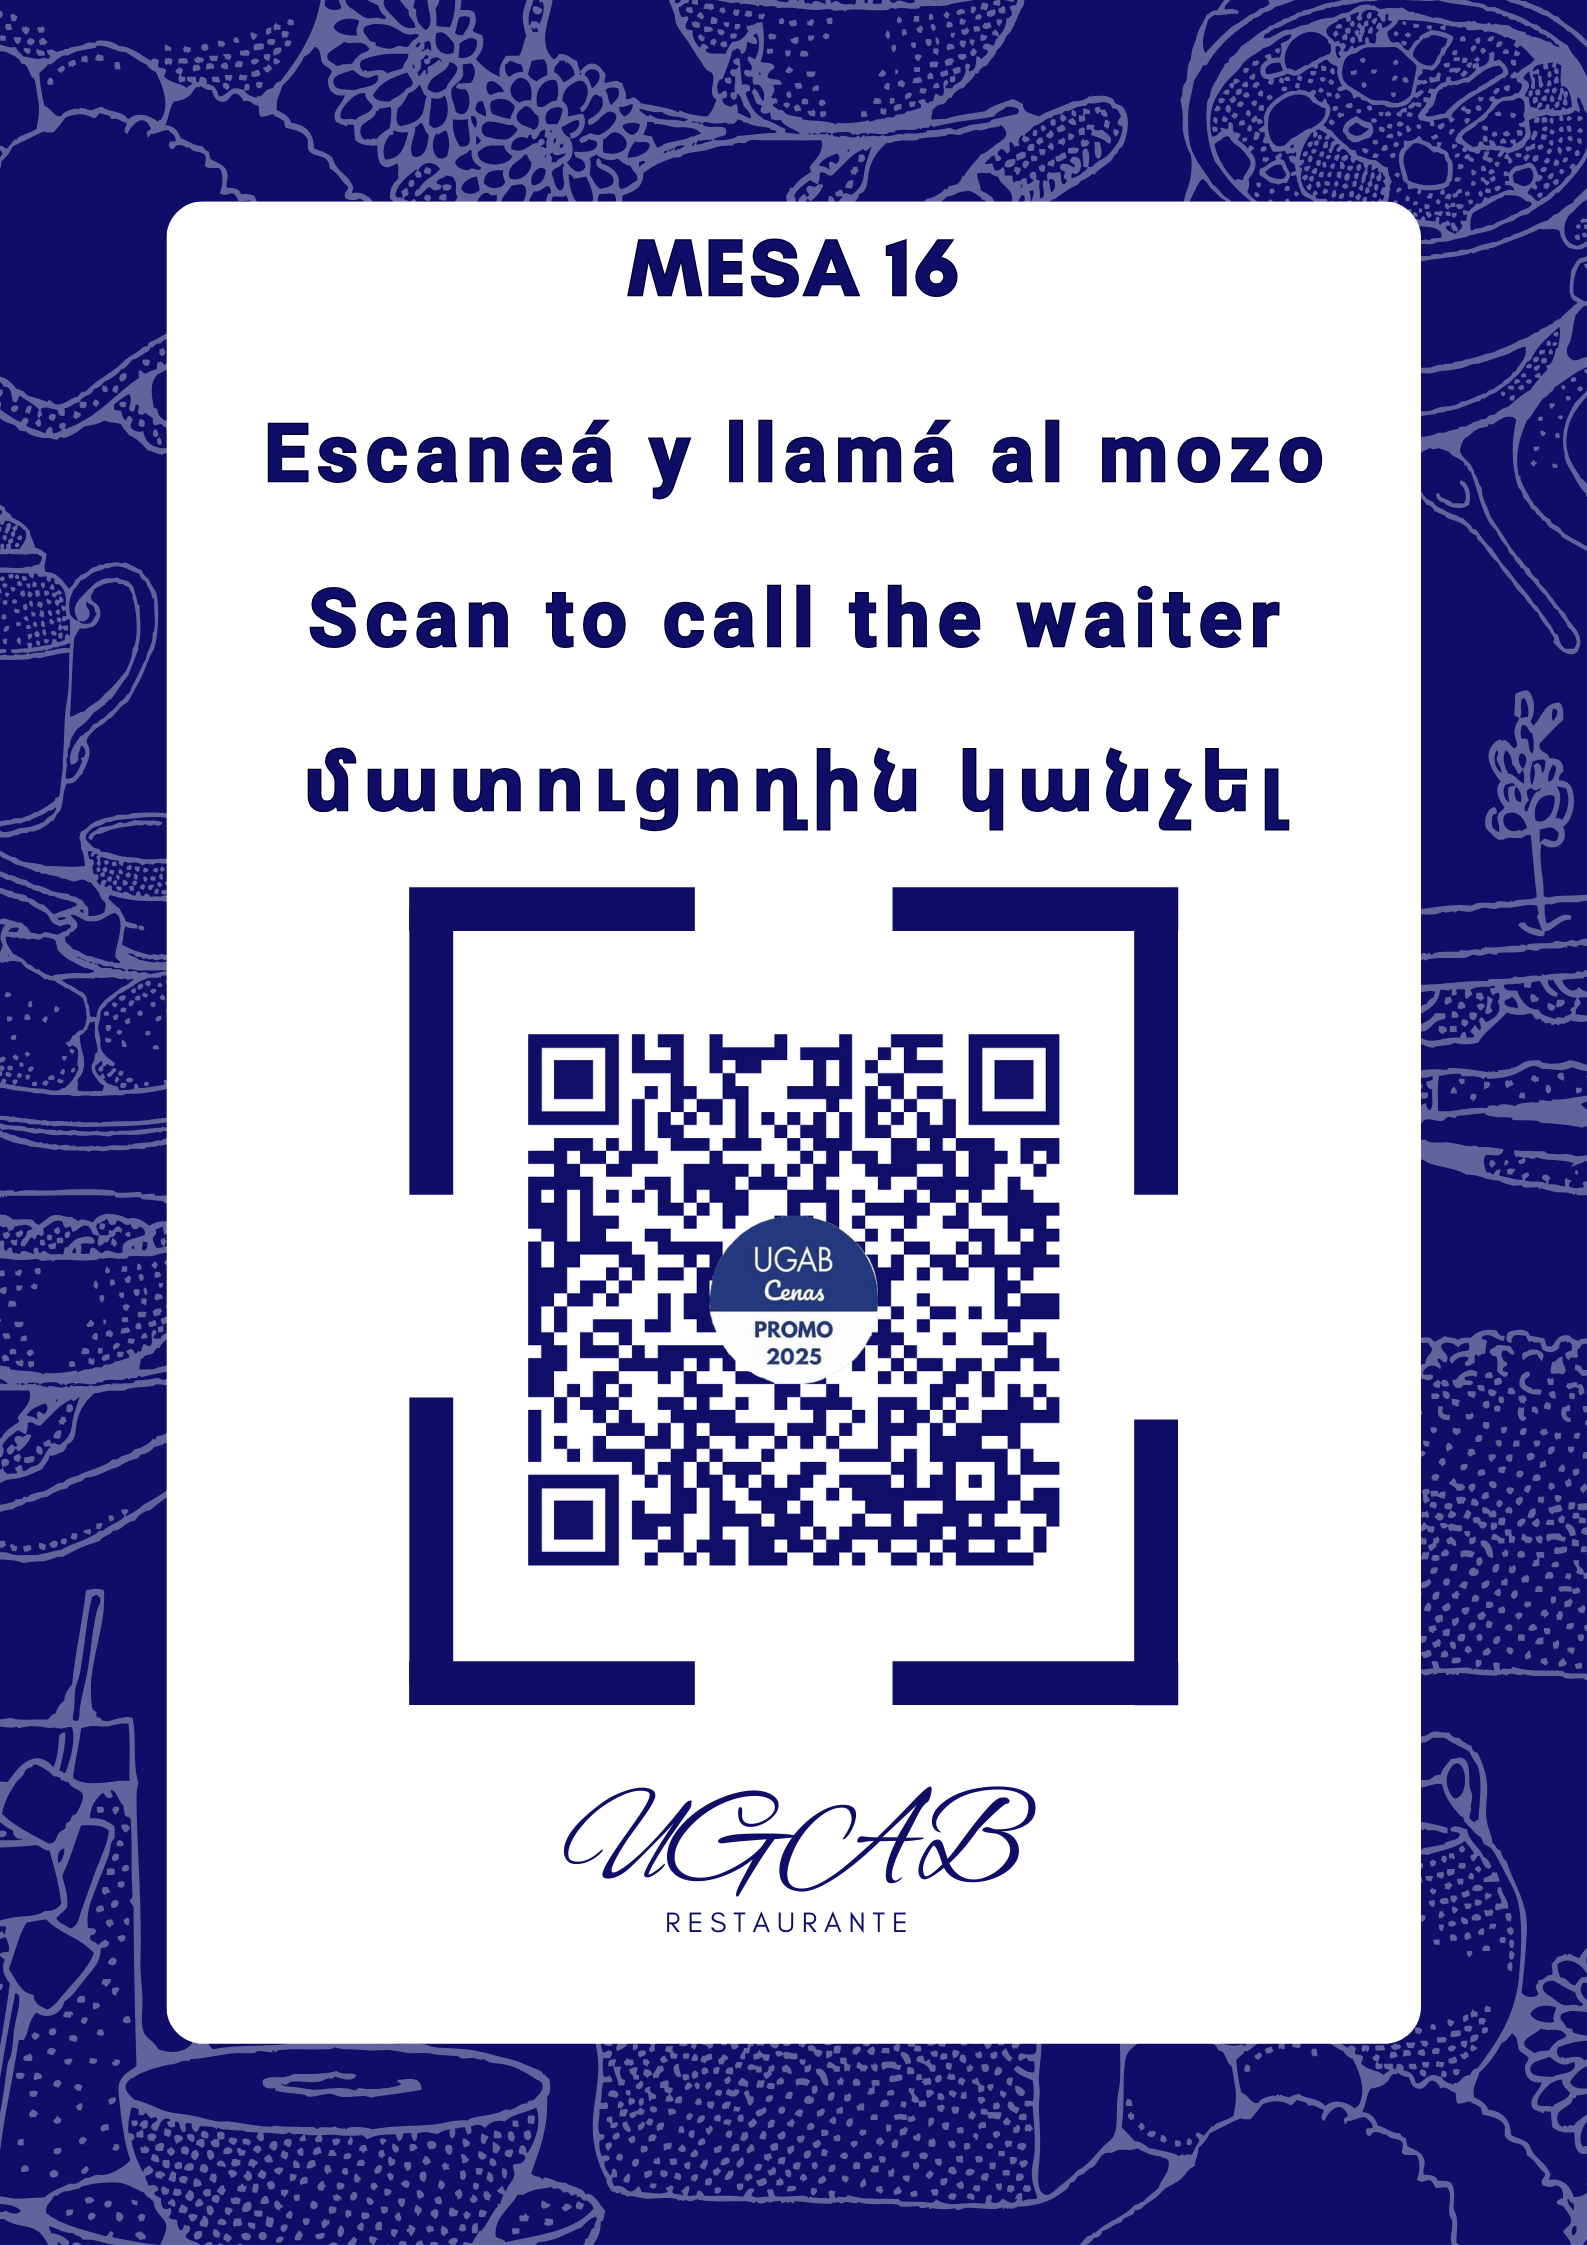 MESA 16
Escaneá y llamá al mozo
Scan to call the waiter
մատուցողին կանչել
UGAB
Cenas
PROMO
2025
UGAB
RESTAURANTE